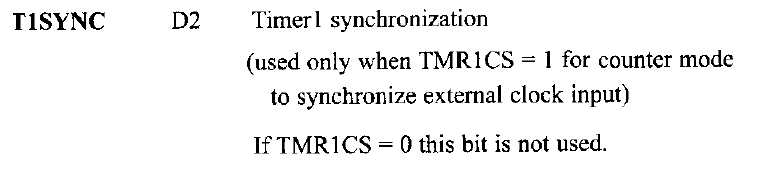 T1SYNC D2 Timer1 synchronization
(used only when TMR1CS = 1 for counter mode
to synchronize external clock input)
If TMR1CS = 0 this bit is not used.